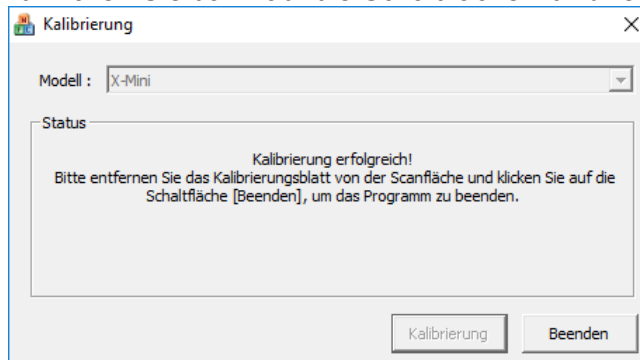 Kalibrierung
Modell : X-Mini
Status
Kalibrierung erfolgreich!
Bitte entfernen Sie das Kalibrierungsblatt von der Scanfläche und klicken Sie auf die
Schaltfläche [Beenden], um das Programm zu beenden.
Kalibrierung Beenden